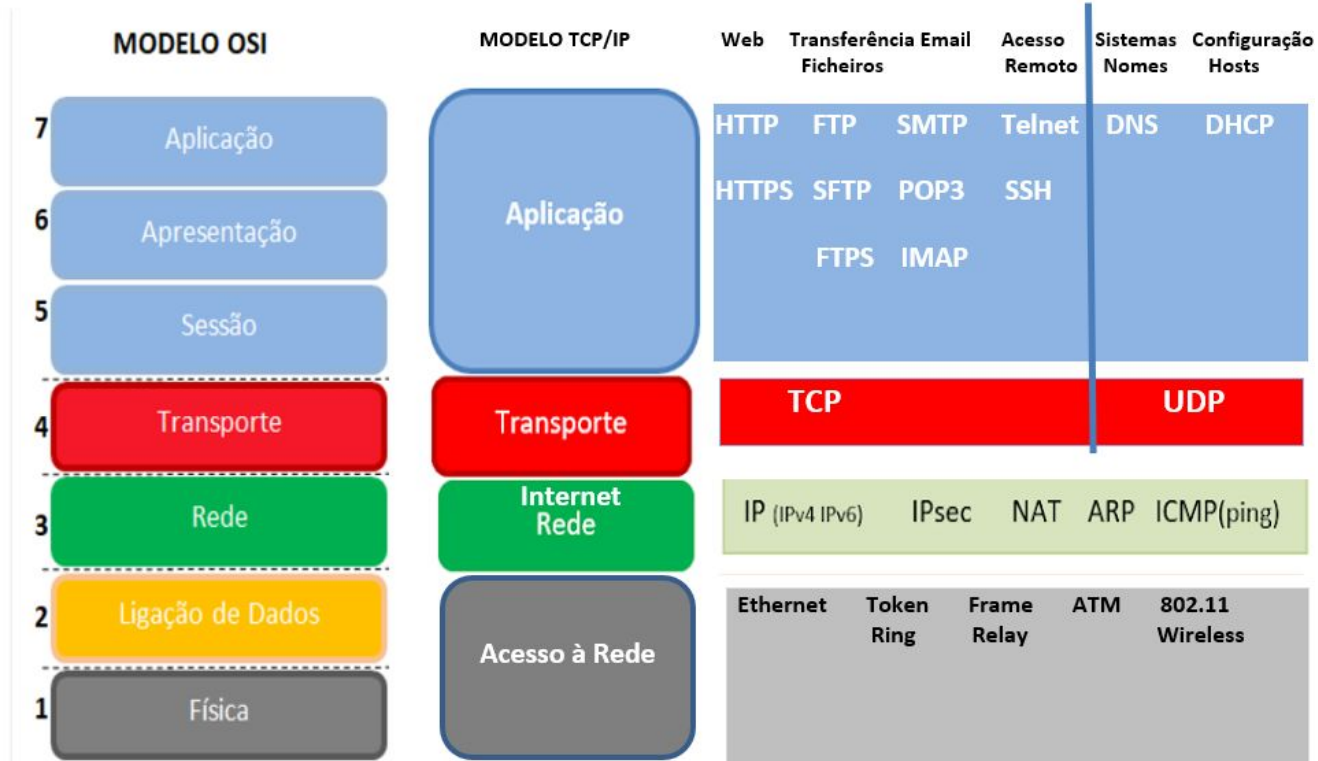 MODELO OSI
MODELO TCP/IP
Web Transferência Email Acesso Sistemas Configuração
Ficheiros Remoto Nomes Hosts
7 Aplicação
6 Apresentação
5 Sessão
4 Transporte
3 Rede
2 Ligação de Dados
1 Física
Aplicação
Transporte
Internet
Rede
Acesso à Rede
HTTP FTP SMTP Telnet DNS DHCP
HTTPS SFTP POP3 SSH
FTPS IMAP
TCP UDP
IP (IPv4 IPv6) IPsec NAT ARP ICMP(ping)
Ethernet Token Frame ATM 802.11
Ring Relay Wireless